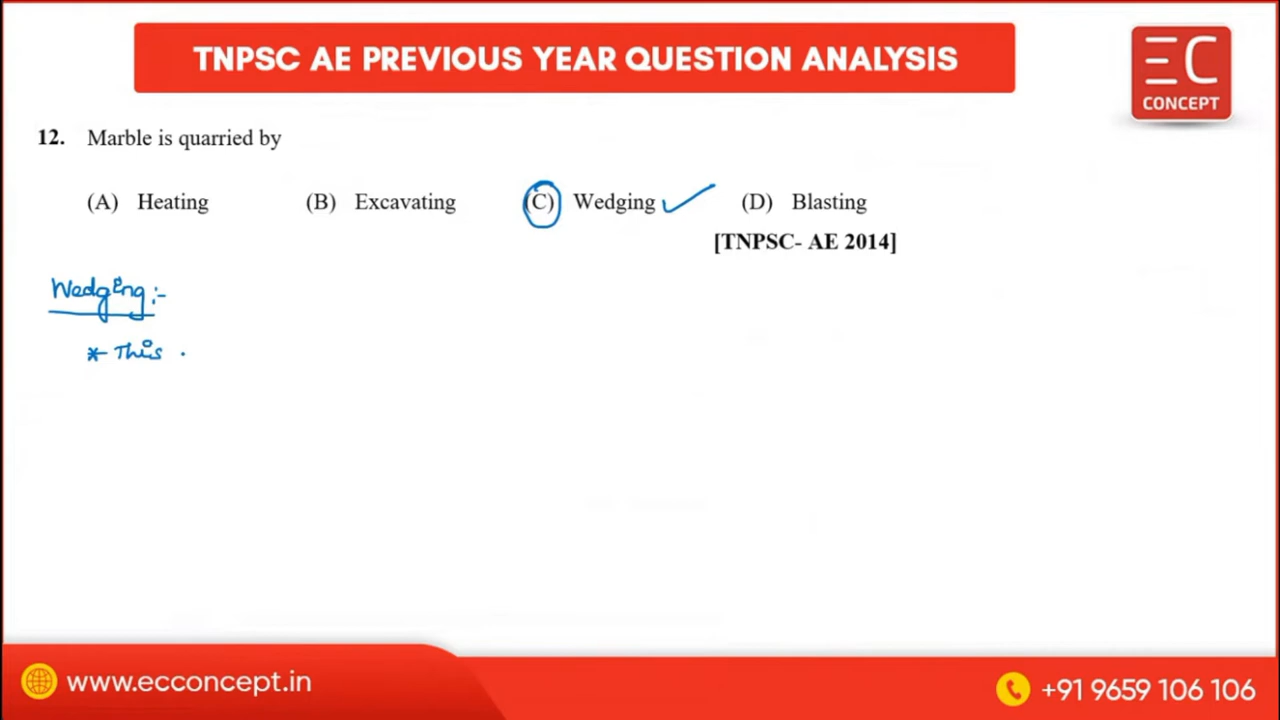 TNPSC AE PREVIOUS YEAR QUESTION ANALYSIS
EC
CONCEPT
12. Marble is quarried by
(A) Heating (B) Excavating (C) Wedging (D) Blasting
[TNPSC- AE 2014]
Wedging:-
* This
www.ecconcept.in
+91 9659 106 106